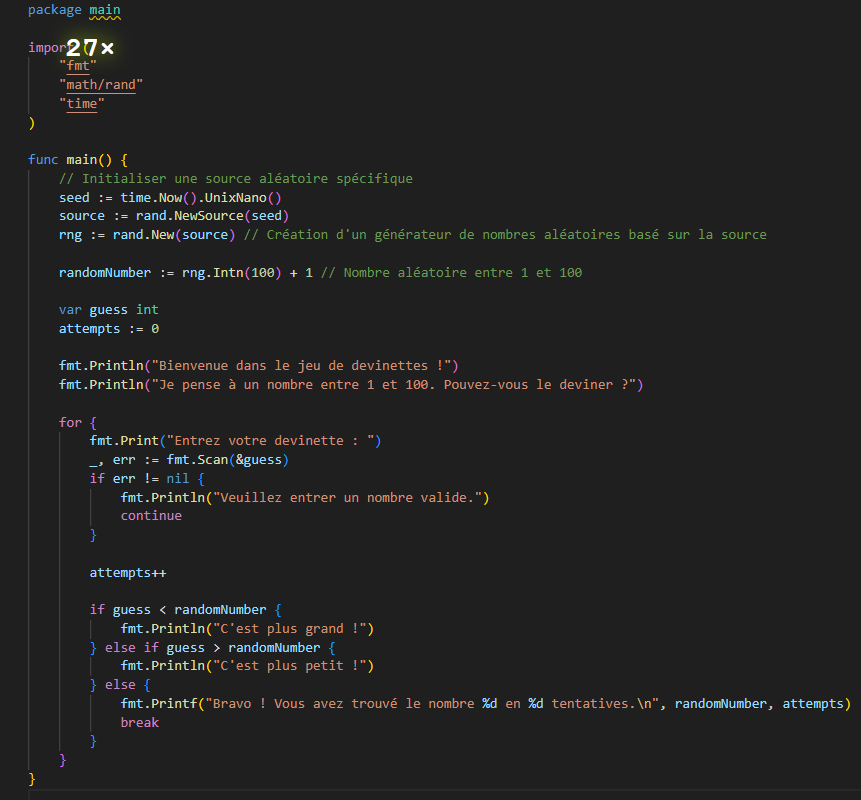 package main
import (
27×
"fmt"
"math/rand"
"time"
)
func main() {
// Initialiser une source aléatoire spécifique
seed := time.Now().UnixNano()
source := rand.NewSource(seed)
rng := rand.New(source) // Création d'un générateur de nombres aléatoires basé sur la source
randomNumber := rng.Intn(100) + 1 // Nombre aléatoire entre 1 et 100
var guess int
attempts := 0
fmt.Println("Bienvenue dans le jeu de devinettes !")
fmt.Println("Je pense à un nombre entre 1 et 100. Pouvez-vous le deviner ?")
for {
fmt.Print("Entrez votre devinette : ")
_, err := fmt.Scan(&guess)
if err != nil {
fmt.Println("Veuillez entrer un nombre valide.")
continue
}
attempts++
if guess < randomNumber {
fmt.Println("C'est plus grand !")
} else if guess > randomNumber {
fmt.Println("C'est plus petit !")
} else {
fmt.Printf("Bravo ! Vous avez trouvé le nombre %d en %d tentatives.\n", randomNumber, attempts)
break
}
}
}